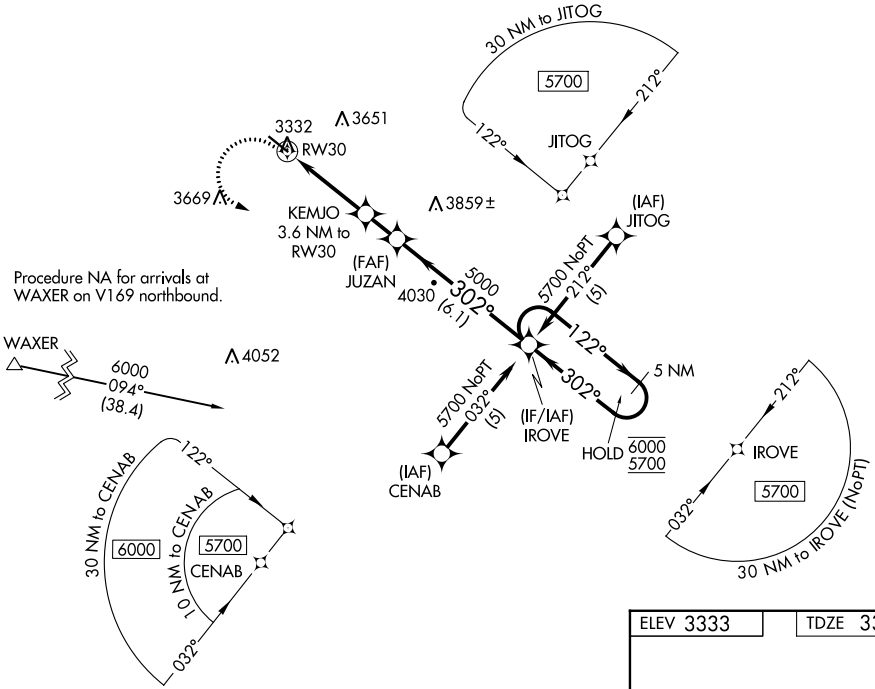 30 NM to JITOG
5700
212°
122°
JITOG
3332
RW30
3651
3669
KEMJO
3.6 NM to
RW30
3859±
(IAF)
JITOG
(FAF)
JUZAN
4030
5000
302°
(6.1)
5700 NoPT
212°
(5)
Procedure NA for arrivals at
WAXER on V169 northbound.
WAXER
6000
094°
(38.4)
4052
122°
302°
5 NM
5700 NoPT
032°
(5)
(IF/IAF)
IROVE
HOLD
6000
5700
(IAF)
CENAB
212°
IROVE
5700
032°
30 NM to IROVE (NoPT)
30 NM to CENAB
122°
6000
10 NM to CENAB
5700
CENAB
032°
ELEV 3333
TDZE 33